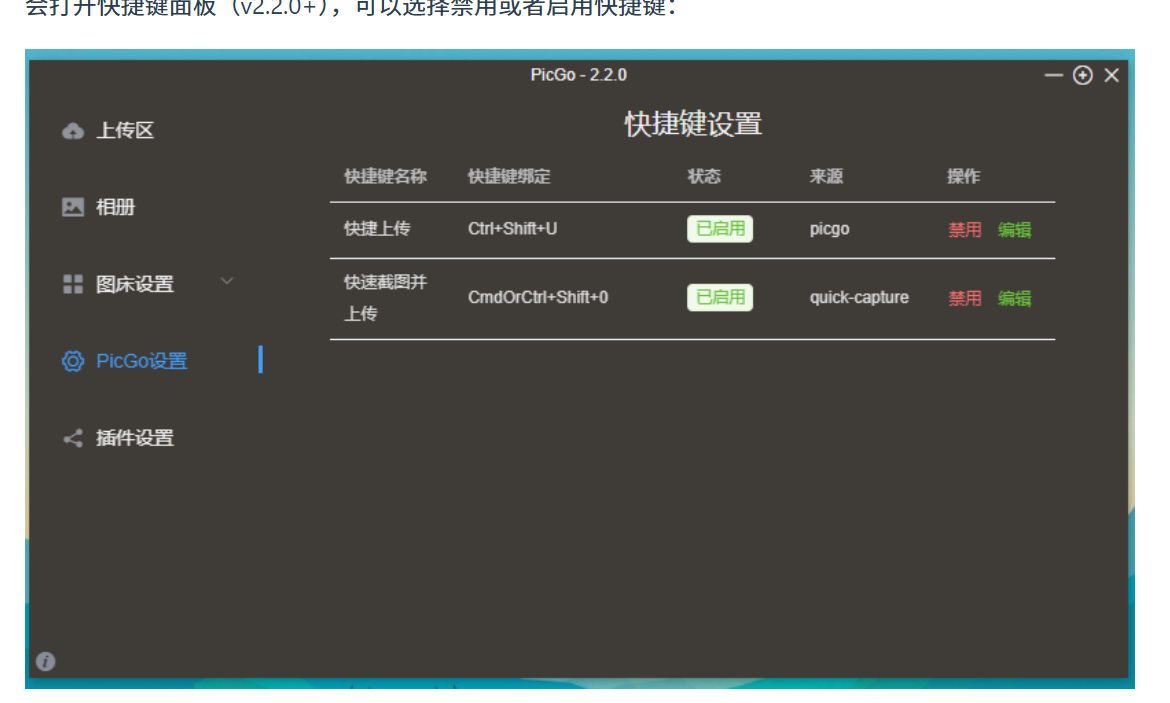 会打开快捷键面板（v2.2.0+），可以选择禁用或者启用快捷键：
PicGo - 2.2.0
上传区
相册
图床设置
PicGo设置
插件设置
快捷键设置
快捷键名称 快捷键绑定 状态 来源 操作
快捷上传 Ctrl+Shift+U 已启用 picgo 禁用 编辑
快速截图并
上传 CmdOrCtrl+Shift+0 已启用 quick-capture 禁用 编辑